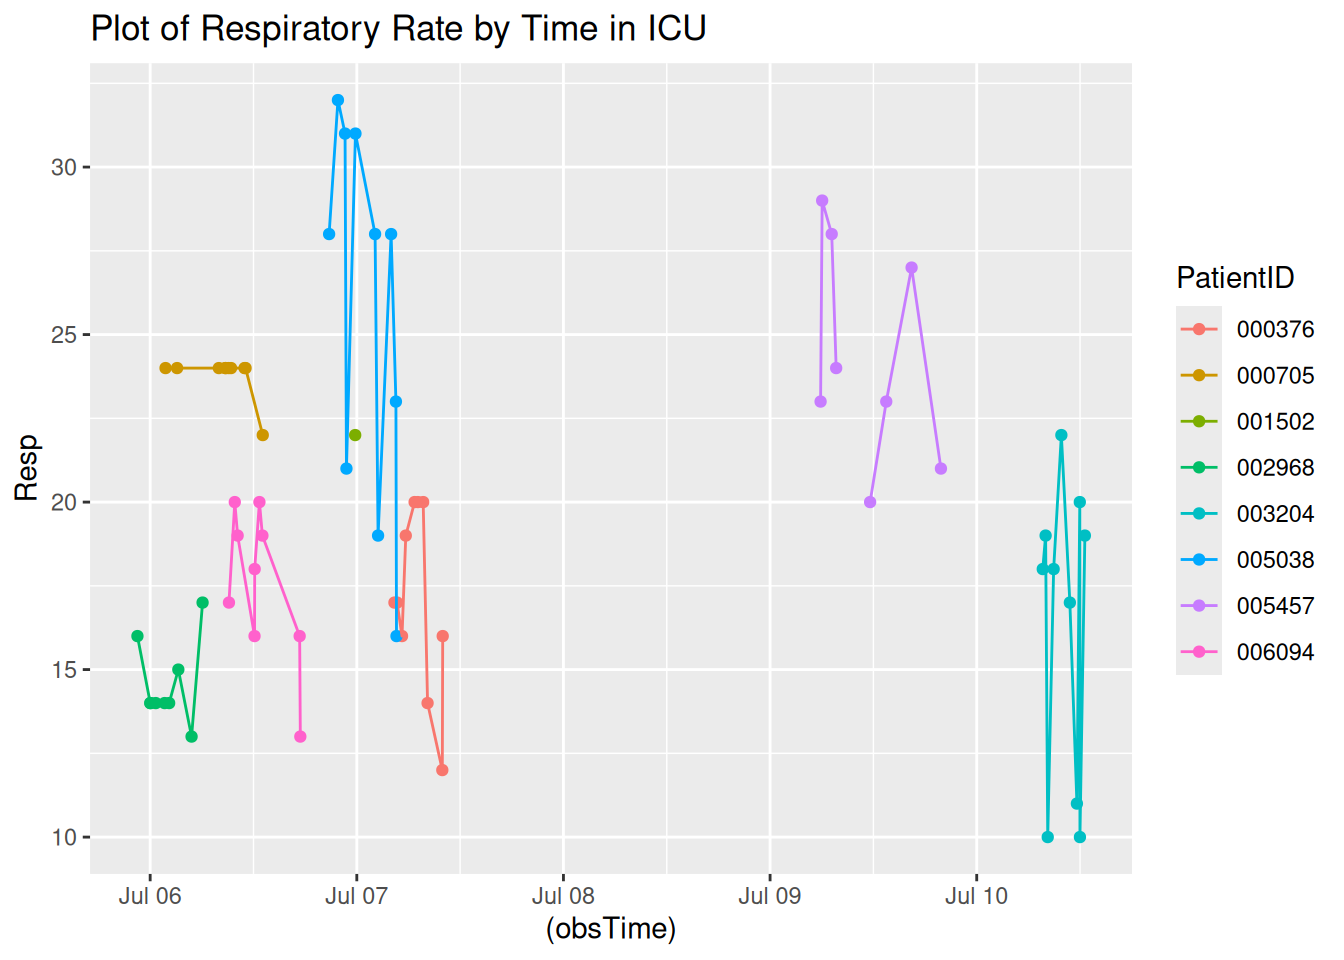 Plot of Respiratory Rate by Time in ICU
30
25
20
15
10
Resp
Jul 06
Jul 07
Jul 08
Jul 09
Jul 10
(obsTime)
PatientID
000376
000705
001502
002968
003204
005038
005457
006094